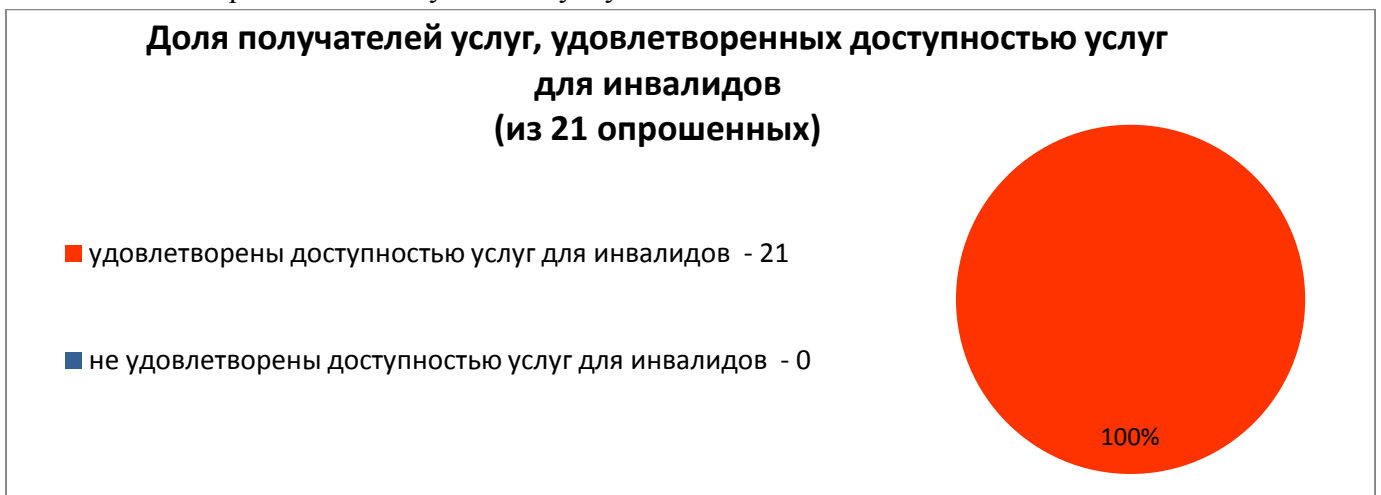 Доля получателей услуг, удовлетворенных доступностью услуг
для инвалидов
(из 21 опрошенных)
удовлетворены доступностью услуг для инвалидов - 21
не удовлетворены доступностью услуг для инвалидов - 0
100%